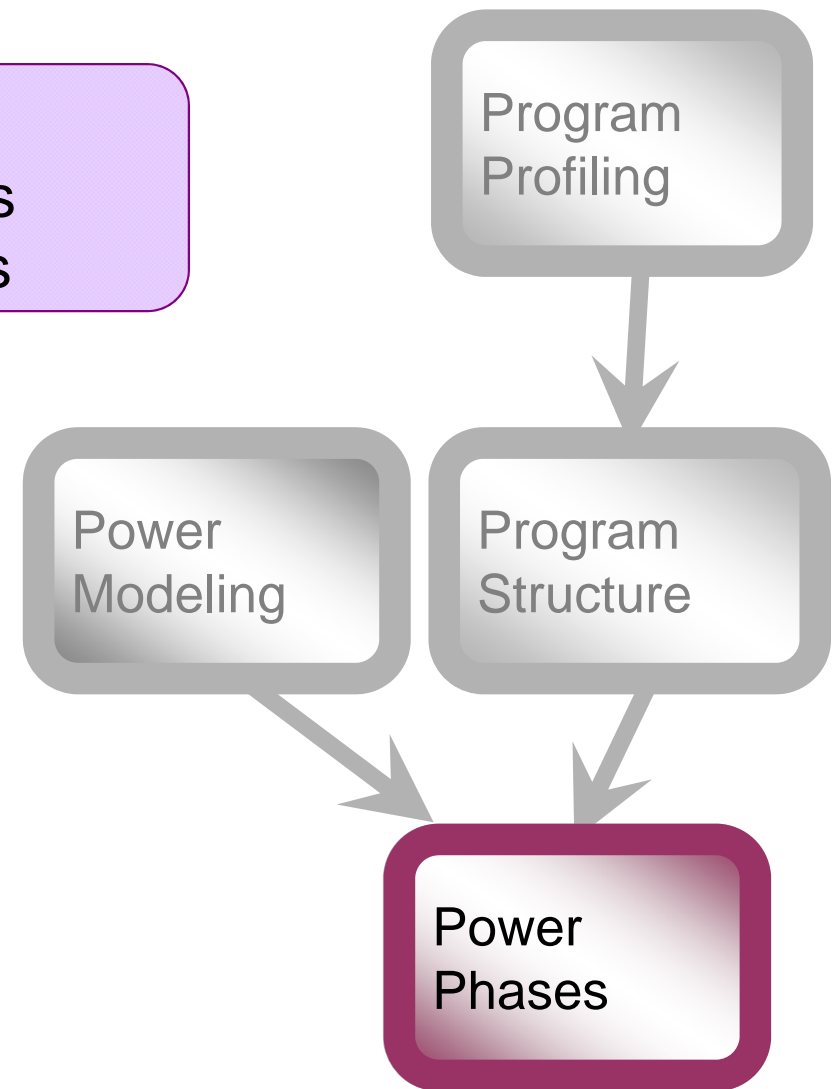 Program
Profiling
Power
Modeling
Program
Structure
Power
Phases